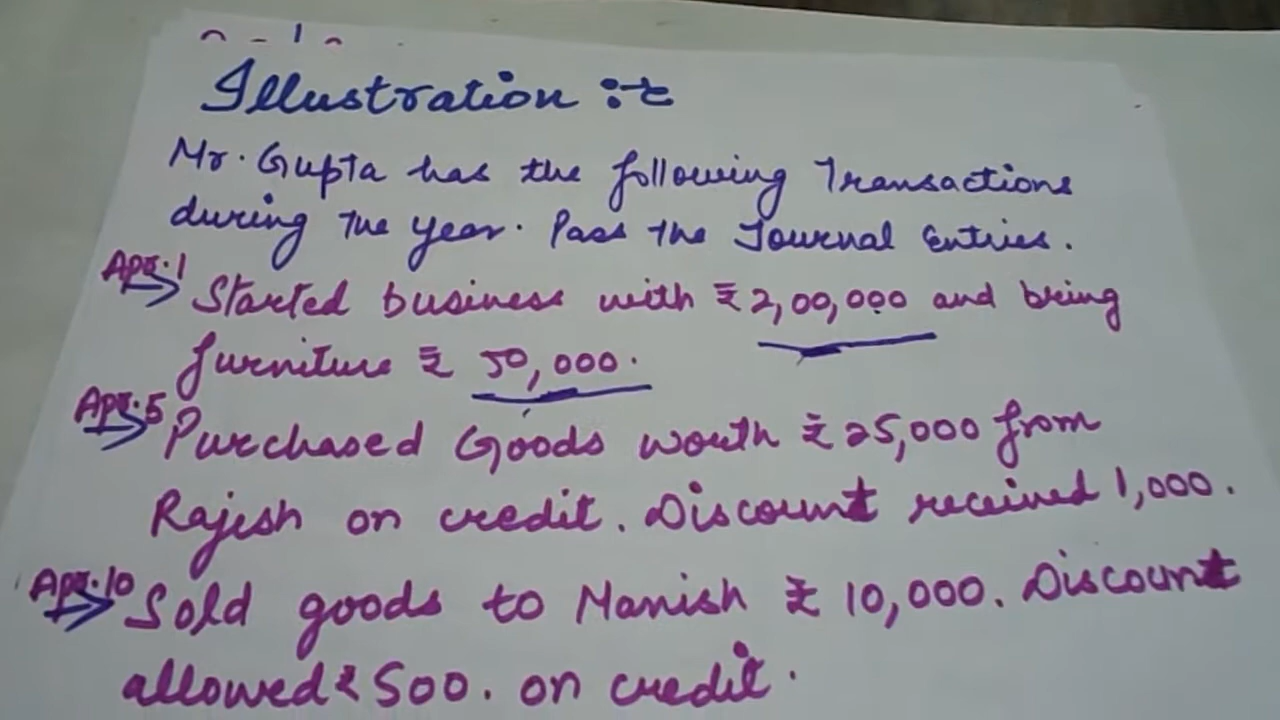 Illustration :-
Mr. Gupta has the following Transactions
during The year. Pass the Journal Entries.
Apr.1
Started business with ₹2,00,000 and bring
furniture ₹ 50,000.
Apr.5
Purchased Goods worth ₹25,000 from
Rajesh on credit. Discount received 1,000.
Apr.10
Sold goods to Manish ₹ 10,000. Discount
allowed ₹500. on credit.